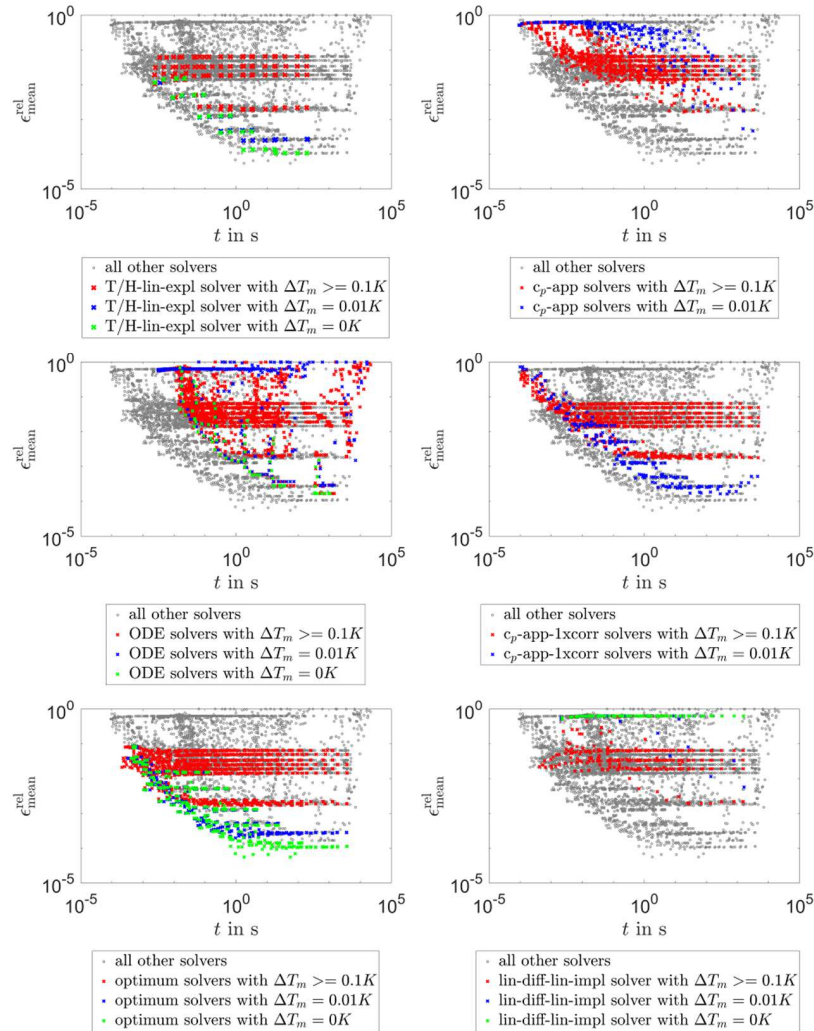 10^0
ϵ^rel_mean
10^-5
10^-5 10^0 10^5
t in s
all other solvers
T/H-lin-expl solver with ΔT_m >= 0.1K
T/H-lin-expl solver with ΔT_m = 0.01K
T/H-lin-expl solver with ΔT_m = 0K
10^0
ϵ^rel_mean
10^-5
10^-5 10^0 10^5
t in s
all other solvers
c_p-app solvers with ΔT_m >= 0.1K
c_p-app solvers with ΔT_m = 0.01K
10^0
ϵ^rel_mean
10^-5
10^-5 10^0 10^5
t in s
all other solvers
ODE solvers with ΔT_m >= 0.1K
ODE solvers with ΔT_m = 0.01K
ODE solvers with ΔT_m = 0K
10^0
ϵ^rel_mean
10^-5
10^-5 10^0 10^5
t in s
all other solvers
c_p-app-1xcorr solvers with ΔT_m >= 0.1K
c_p-app-1xcorr solvers with ΔT_m = 0.01K
10^0
ϵ^rel_mean
10^-5
10^-5 10^0 10^5
t in s
all other solvers
optimum solvers with ΔT_m >= 0.1K
optimum solvers with ΔT_m = 0.01K
optimum solvers with ΔT_m = 0K
10^0
ϵ^rel_mean
10^-5
10^-5 10^0 10^5
t in s
all other solvers
lin-diff-lin-impl solver with ΔT_m >= 0.1K
lin-diff-lin-impl solver with ΔT_m = 0.01K
lin-diff-lin-impl solver with ΔT_m = 0K